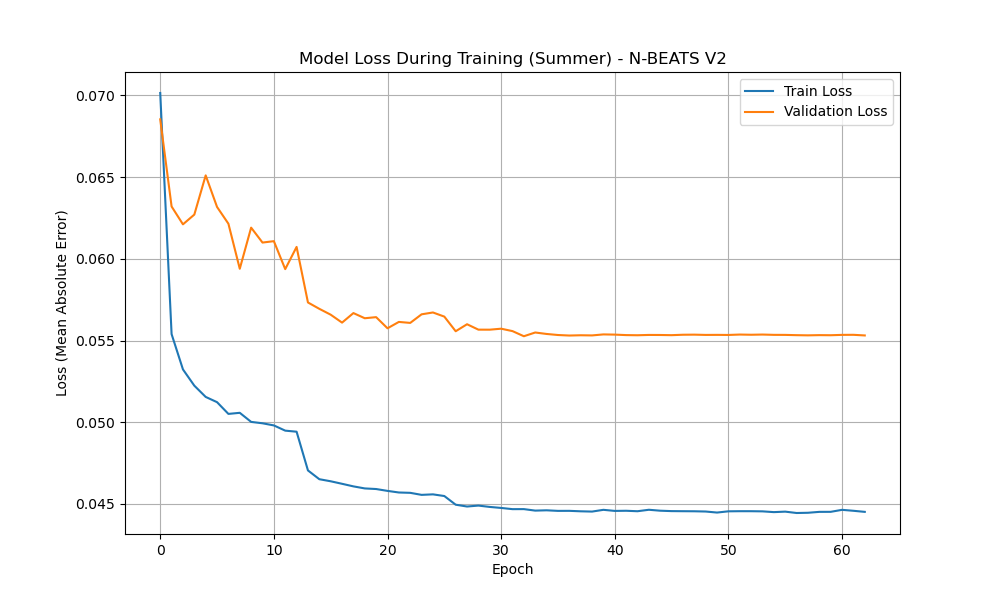 Model Loss During Training (Summer) - N-BEATS V2
Train Loss
Validation Loss
Loss (Mean Absolute Error)
0.070
0.065
0.060
0.055
0.050
0.045
0
10
20
30
40
50
60
Epoch